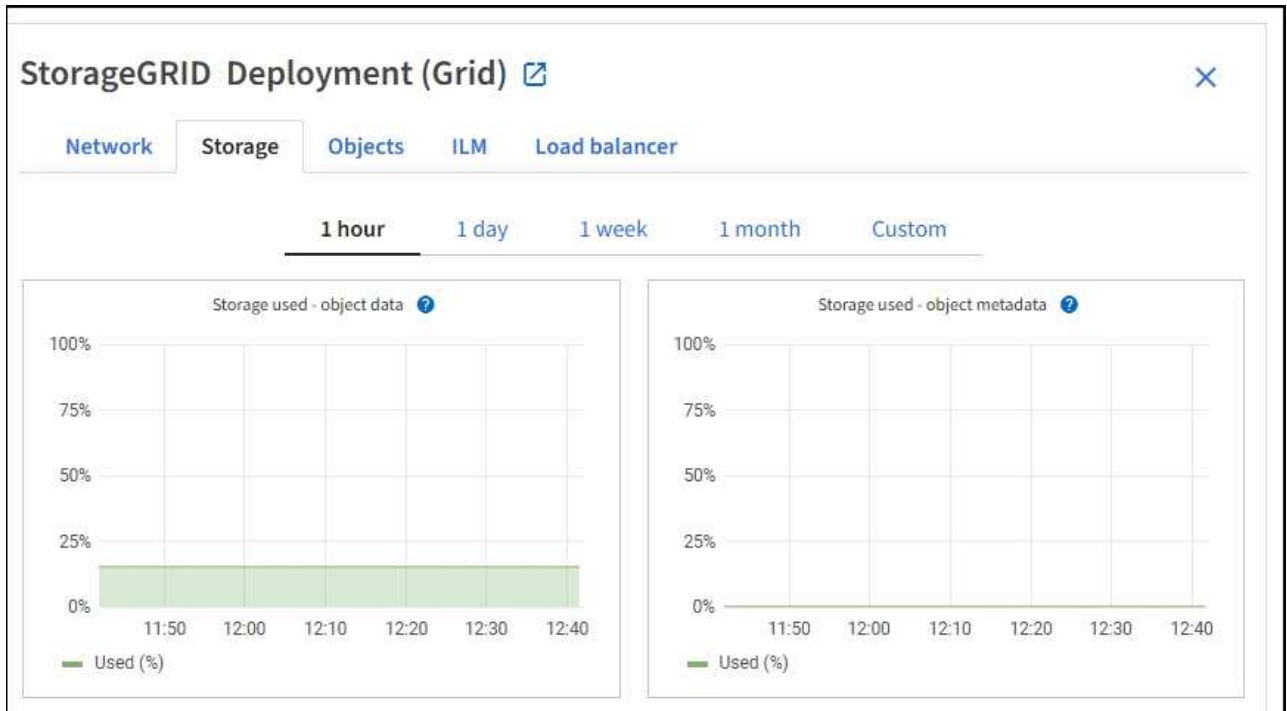 StorageGRID Deployment (Grid)
Network Storage Objects ILM Load balancer
1 hour 1 day 1 week 1 month Custom
Storage used - object data ?
100%
75%
50%
25%
0%
11:50 12:00 12:10 12:20 12:30 12:40
Used (%)
Storage used - object metadata ?
100%
75%
50%
25%
0%
11:50 12:00 12:10 12:20 12:30 12:40
Used (%)